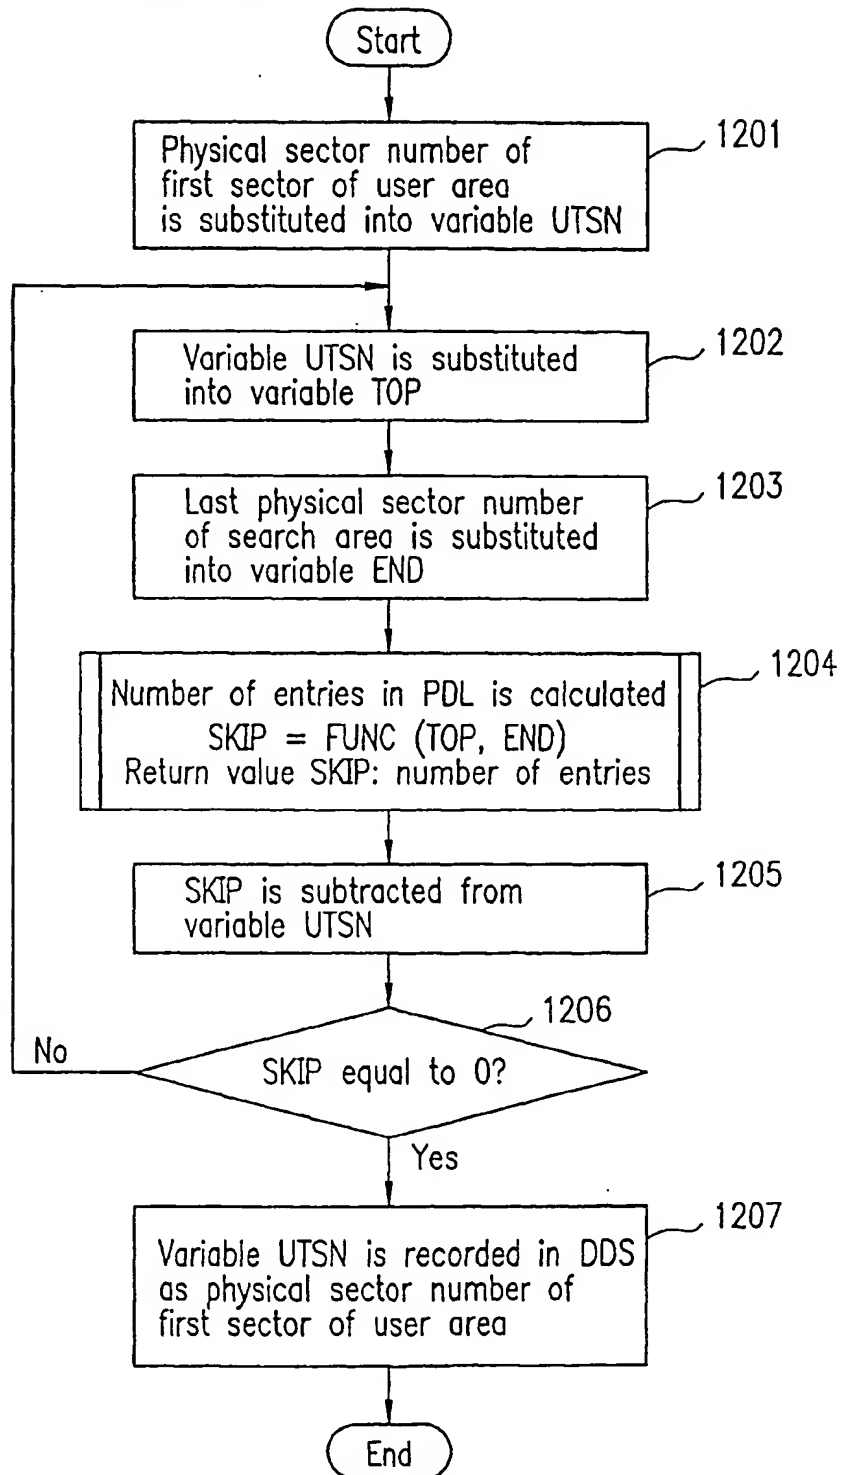 Start
1201
Physical sector number of
first sector of user area
is substituted into variable UTSN
1202
Variable UTSN is substituted
into variable TOP
1203
Last physical sector number
of search area is substituted
into variable END
1204
Number of entries in PDL is calculated
SKIP = FUNC (TOP, END)
Return value SKIP: number of entries
1205
SKIP is subtracted from
variable UTSN
1206
No
SKIP equal to 0?
Yes
1207
Variable UTSN is recorded in DDS
as physical sector number of
first sector of user area
End